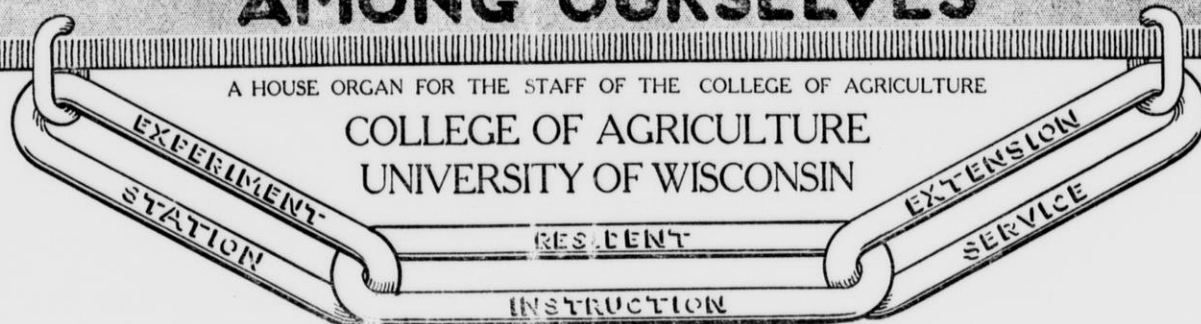 AMONG OURSELVES
A HOUSE ORGAN FOR THE STAFF OF THE COLLEGE OF AGRICULTURE
COLLEGE OF AGRICULTURE
UNIVERSITY OF WISCONSIN
EXPERIMENT
STATION
RESIDENT
INSTRUCTION
EXTENSION
SERVICE